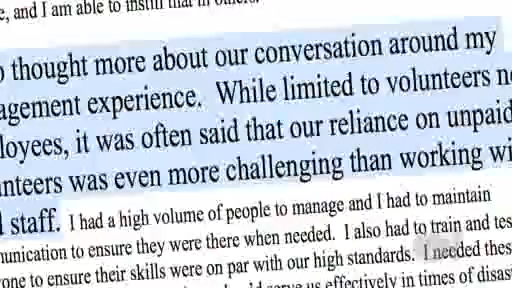 e, and I am able to instill that in others.
o thought more about our conversation around my
agement experience. While limited to volunteers n
loyees, it was often said that our reliance on unpaid
nteers was even more challenging than working wi
d staff. I had a high volume of people to manage and I had to maintain
munication to ensure they were there when needed. I also had to train and tes
one to ensure their skills were on par with our high standards. I needed thes
us effectively in times of disas